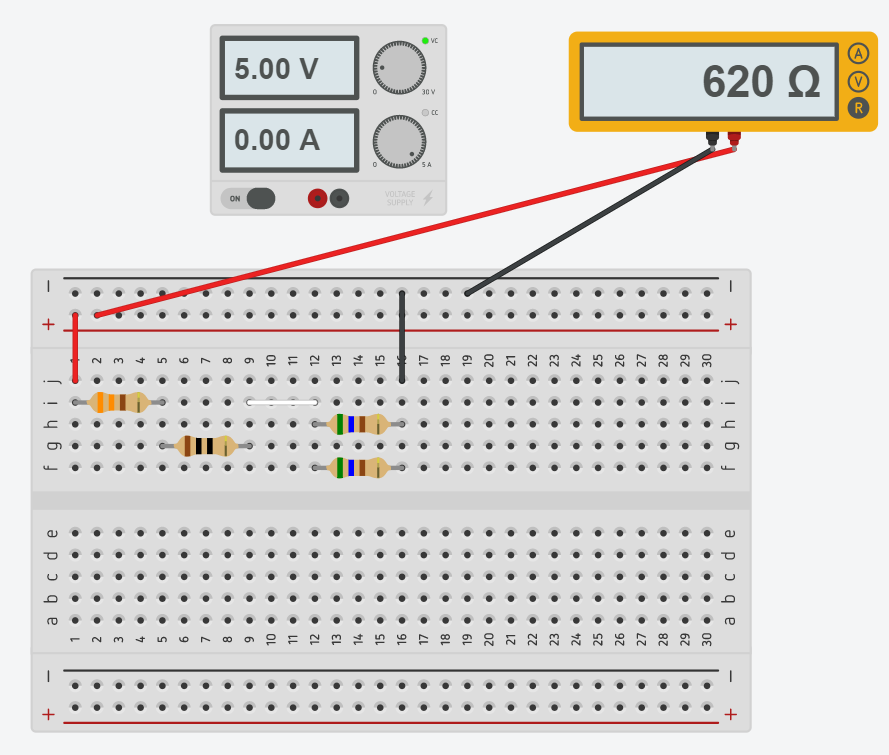 5.00 V
VC
0
30 V
0.00 A
CC
0
5 A
ON
VOLTAGE
SUPPLY
620 Ω
A
V
R
− −
+ +
1 2 3 4 5 6 7 8 9 10 11 12 13 14 15 16 17 18 19 20 21 22 23 24 25 26 27 28 29 30
j j
i i
h h
g g
f f
e e
d d
c c
b b
a a
1 2 3 4 5 6 7 8 9 10 11 12 13 14 15 16 17 18 19 20 21 22 23 24 25 26 27 28 29 30
− −
+ +